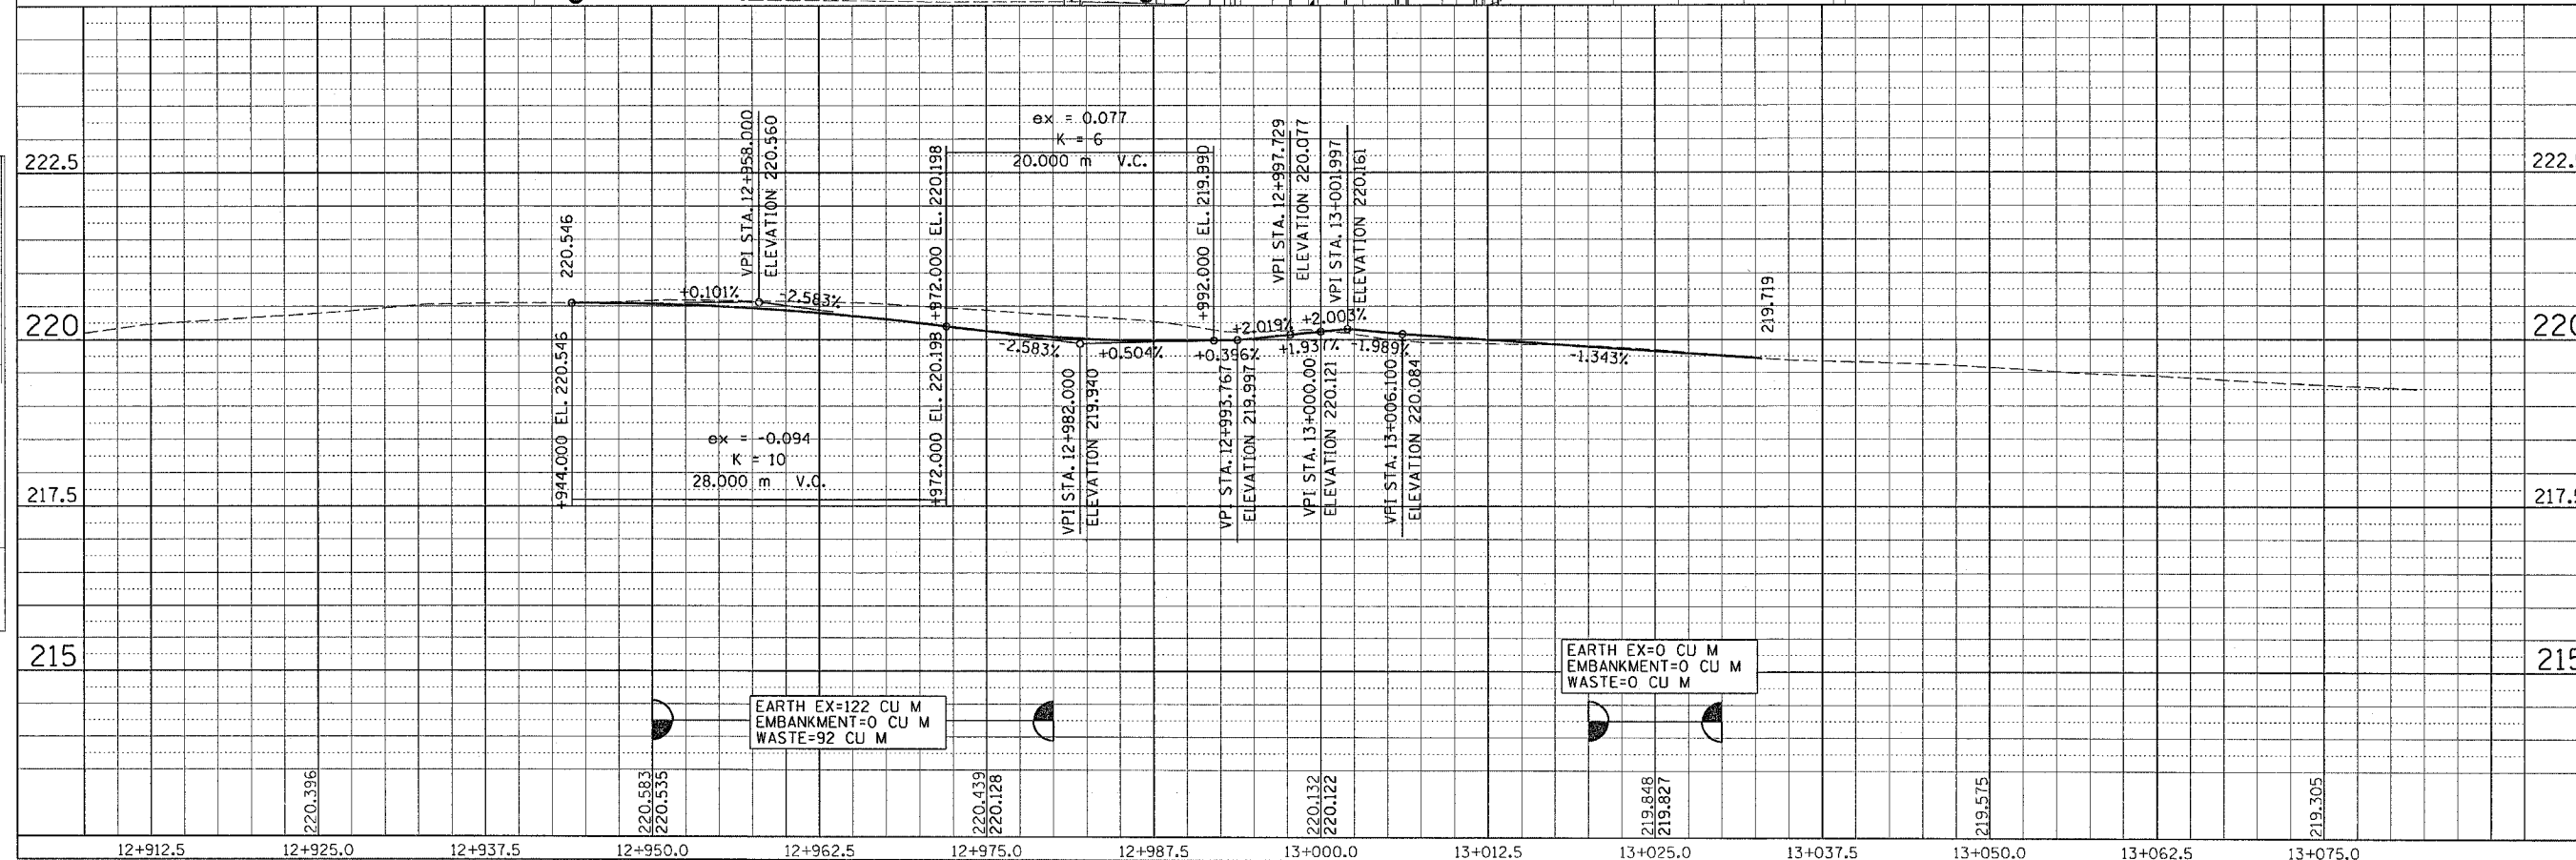 222.5
220
217.5
215
222.
220
217.5
215
220.546
+944.000 EL. 220.546
+0.101%
VPI STA. 12+958.000
ELEVATION 220.560
-2.583%
ex = -0.094
K = 10
28.000 m V.C.
+972.000 EL. 220.198
+972.000 EL. 220.198
ex = 0.077
K = 6
20.000 m V.C.
-2.583%
VPI STA. 12+982.000
ELEVATION 219.940
+0.504%
+992.000 EL. 219.990
+0.396%
VPI STA. 12+993.767
ELEVATION 219.997
+2.019%
VPI STA. 12+997.729
ELEVATION 220.077
+1.931%
VPI STA. 13+000.00
ELEVATION 220.121
+2.003%
VPI STA. 13+001.997
ELEVATION 220.161
-1.989%
VPI STA. 13+006.100
ELEVATION 220.084
-1.343%
219.719
EARTH EX=122 CU M
EMBANKMENT=0 CU M
WASTE=92 CU M
EARTH EX=0 CU M
EMBANKMENT=0 CU M
WASTE=0 CU M
220.396
220.583
220.535
220.439
220.128
220.132
220.122
219.848
219.827
219.575
219.305
12+912.5 12+925.0 12+937.5 12+950.0 12+962.5 12+975.0 12+987.5 13+000.0 13+012.5 13+025.0 13+037.5 13+050.0 13+062.5 13+075.0